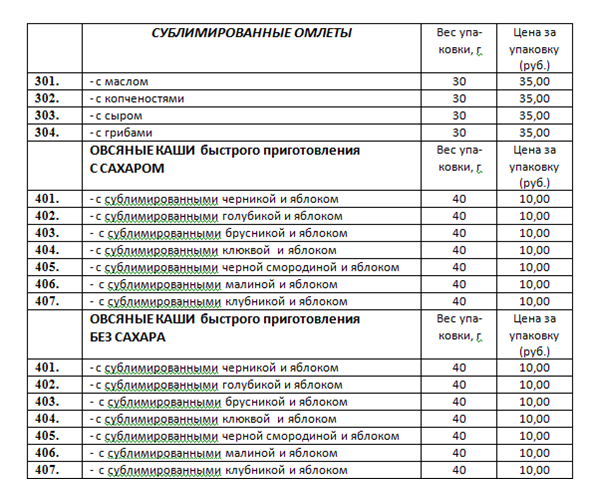 СУБЛИМИРОВАННЫЕ ОМЛЕТЫ Вес упа- Цена за
ковки, г. упаковку
(руб.)
301. - с маслом 30 35,00
302. - с копченостями 30 35,00
303. - с сыром 30 35,00
304. - с грибами 30 35,00
ОВСЯНЫЕ КАШИ быстрого приготовления Вес упа- Цена за
С САХАРОМ ковки, г. упаковку
(руб.)
401. - с сублимированными черникой и яблоком 40 10,00
402. - с сублимированными голубикой и яблоком 40 10,00
403. - с сублимированными брусникой и яблоком 40 10,00
404. - с сублимированными клюквой и яблоком 40 10,00
405. - с сублимированными черной смородиной и яблоком 40 10,00
406. - с сублимированными малиной и яблоком 40 10,00
407. - с сублимированными клубникой и яблоком 40 10,00
ОВСЯНЫЕ КАШИ быстрого приготовления Вес упа- Цена за
БЕЗ САХАРА ковки, г. упаковку
(руб.)
401. - с сублимированными черникой и яблоком 40 10,00
402. - с сублимированными голубикой и яблоком 40 10,00
403. - с сублимированными брусникой и яблоком 40 10,00
404. - с сублимированными клюквой и яблоком 40 10,00
405. - с сублимированными черной смородиной и яблоком 40 10,00
406. - с сублимированными малиной и яблоком 40 10,00
407. - с сублимированными клубникой и яблоком 40 10,00